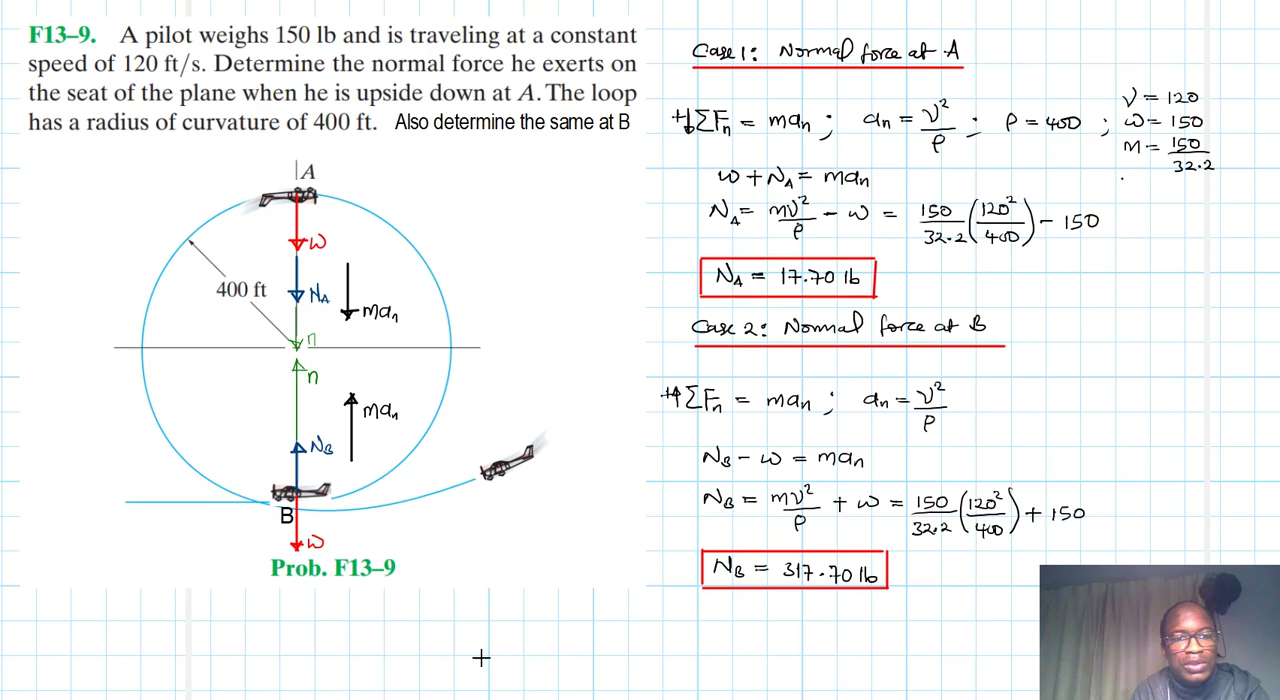 F13–9. A pilot weighs 150 lb and is traveling at a constant
speed of 120 ft/s. Determine the normal force he exerts on
the seat of the plane when he is upside down at A. The loop
has a radius of curvature of 400 ft. Also determine the same at B
A
W
400 ft
N_A
ma_n
n
n
ma_n
N_B
B
W
Prob. F13–9
Case 1: Normal force at A
+↓ΣF_n = ma_n ; a_n = v²/ρ ; ρ = 400 ;
v = 120
w = 150
M = 150/32.2
w + N_A = ma_n
N_A = mv²/ρ − w = 150/32.2 (120²/400) − 150
N_A = 17.70 lb
Case 2: Normal force at B
+↑ΣF_n = ma_n ; a_n = v²/ρ
N_B − w = ma_n
N_B = mv²/ρ + w = 150/32.2 (120²/400) + 150
N_B = 317.70 lb